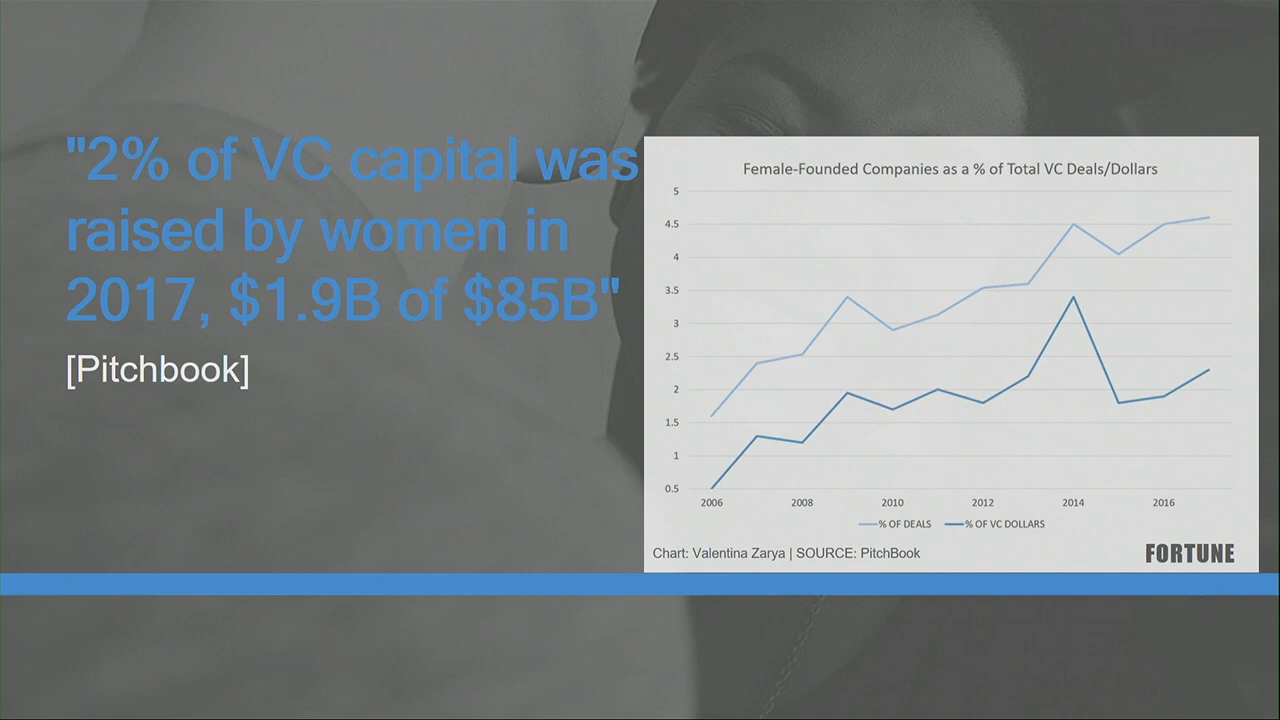 "2% of VC capital was
raised by women in
2017, $1.9B of $85B"
[Pitchbook]
Female-Founded Companies as a % of Total VC Deals/Dollars
5
4.5
4
3.5
3
2.5
2
1.5
1
0.5
2006 2008 2010 2012 2014 2016
% OF DEALS % OF VC DOLLARS
Chart: Valentina Zarya | SOURCE: PitchBook FORTUNE